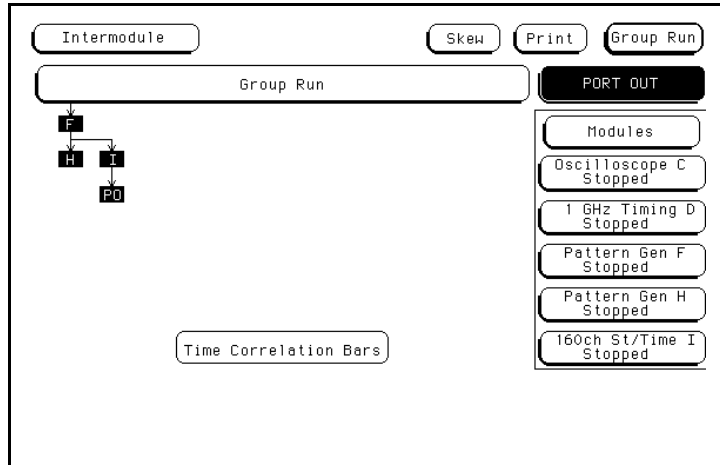 Intermodule
Skew
Print
Group Run
Group Run
PORT OUT
F
H
I
PO
Modules
Oscilloscope C
Stopped
1 GHz Timing D
Stopped
Pattern Gen F
Stopped
Pattern Gen H
Stopped
160ch St/Time I
Stopped
Time Correlation Bars